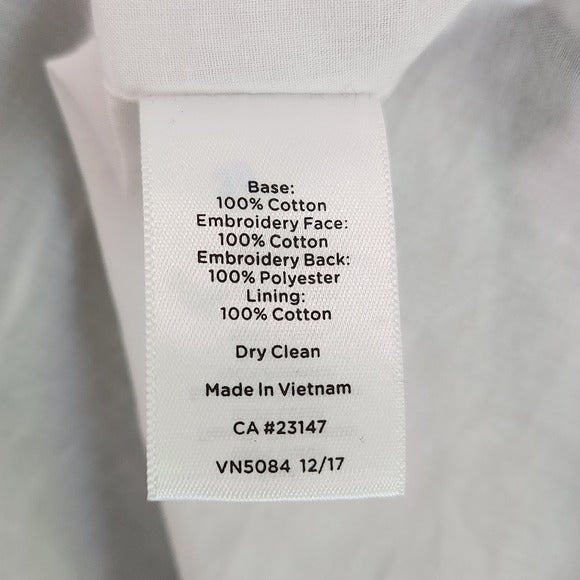 Base:
100% Cotton
Embroidery Face:
100% Cotton
Embroidery Back:
100% Polyester
Lining:
100% Cotton
Dry Clean
Made In Vietnam
CA #23147
VN5084 12/17